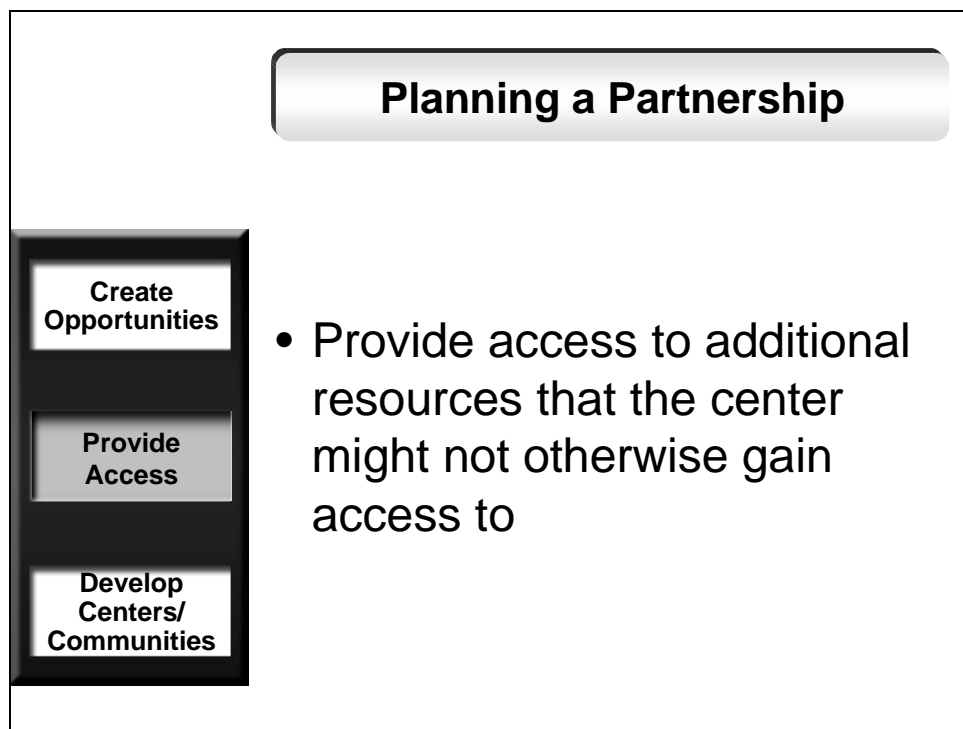 Planning a Partnership
Create
Opportunities
Provide
Access
Develop
Centers/
Communities
• Provide access to additional
resources that the center
might not otherwise gain
access to